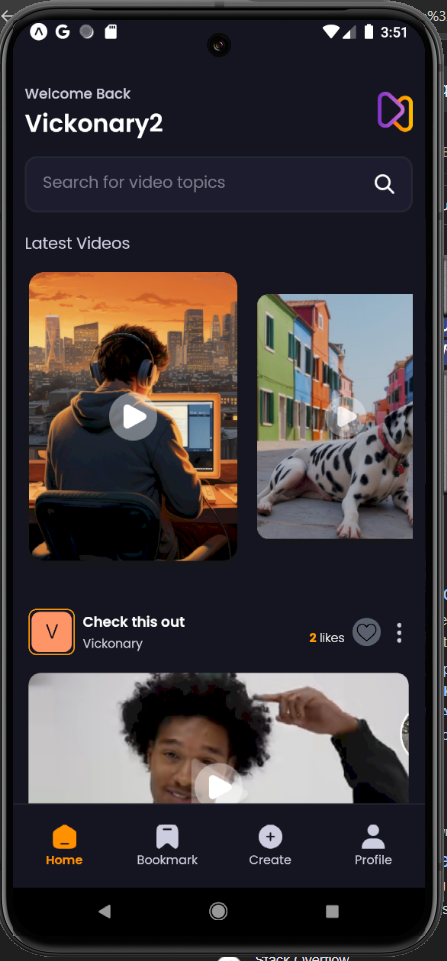 3:51
Welcome Back
Vickonary2
Search for video topics
Latest Videos
V
Check this out
Vickonary
2 likes
Home
Bookmark
Create
Profile